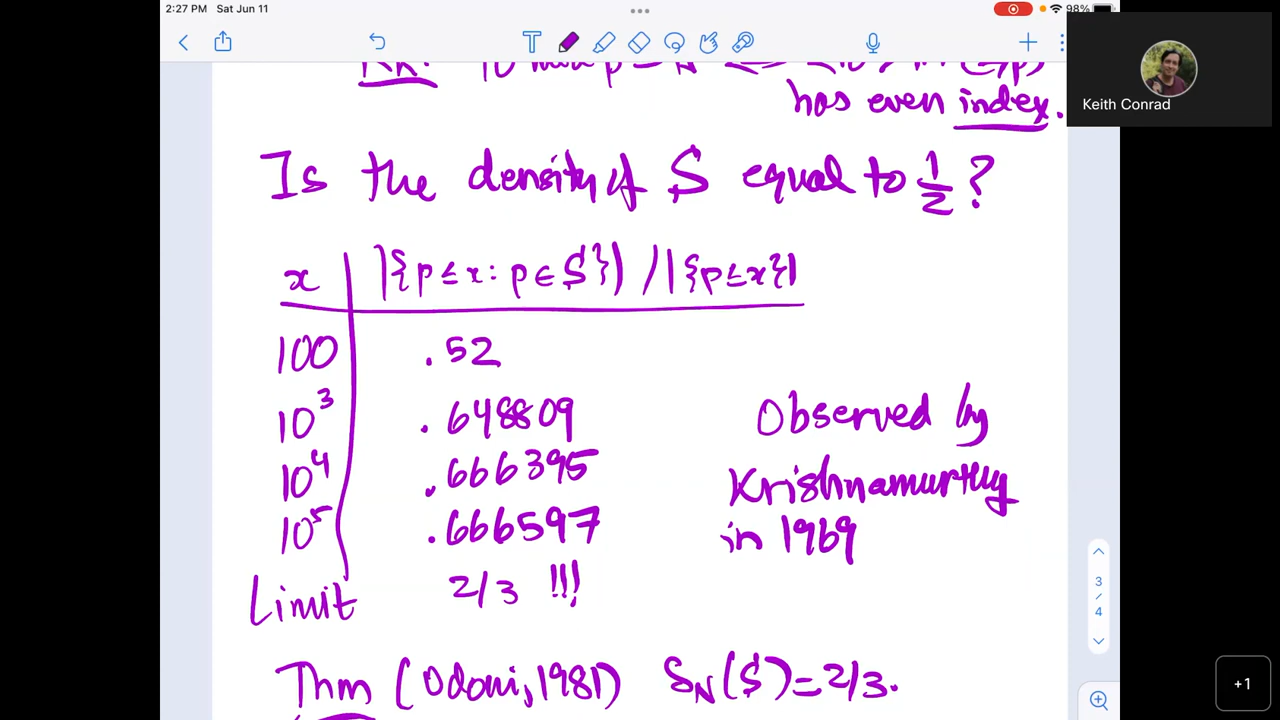 2:27 PM Sat Jun 11
98%
Keith Conrad
has even index.
Is the density of S equal to 1/2?
x |{p≤x: p∈S}| / |{p≤x}|
100 .52
10^3 .648809
10^4 .666395
10^5 .666597
Limit 2/3 !!!
Observed by
Krishnamurthy
in 1969
Thm (Odoni, 1981) δ_N(S)=2/3.
3
/
4
+1